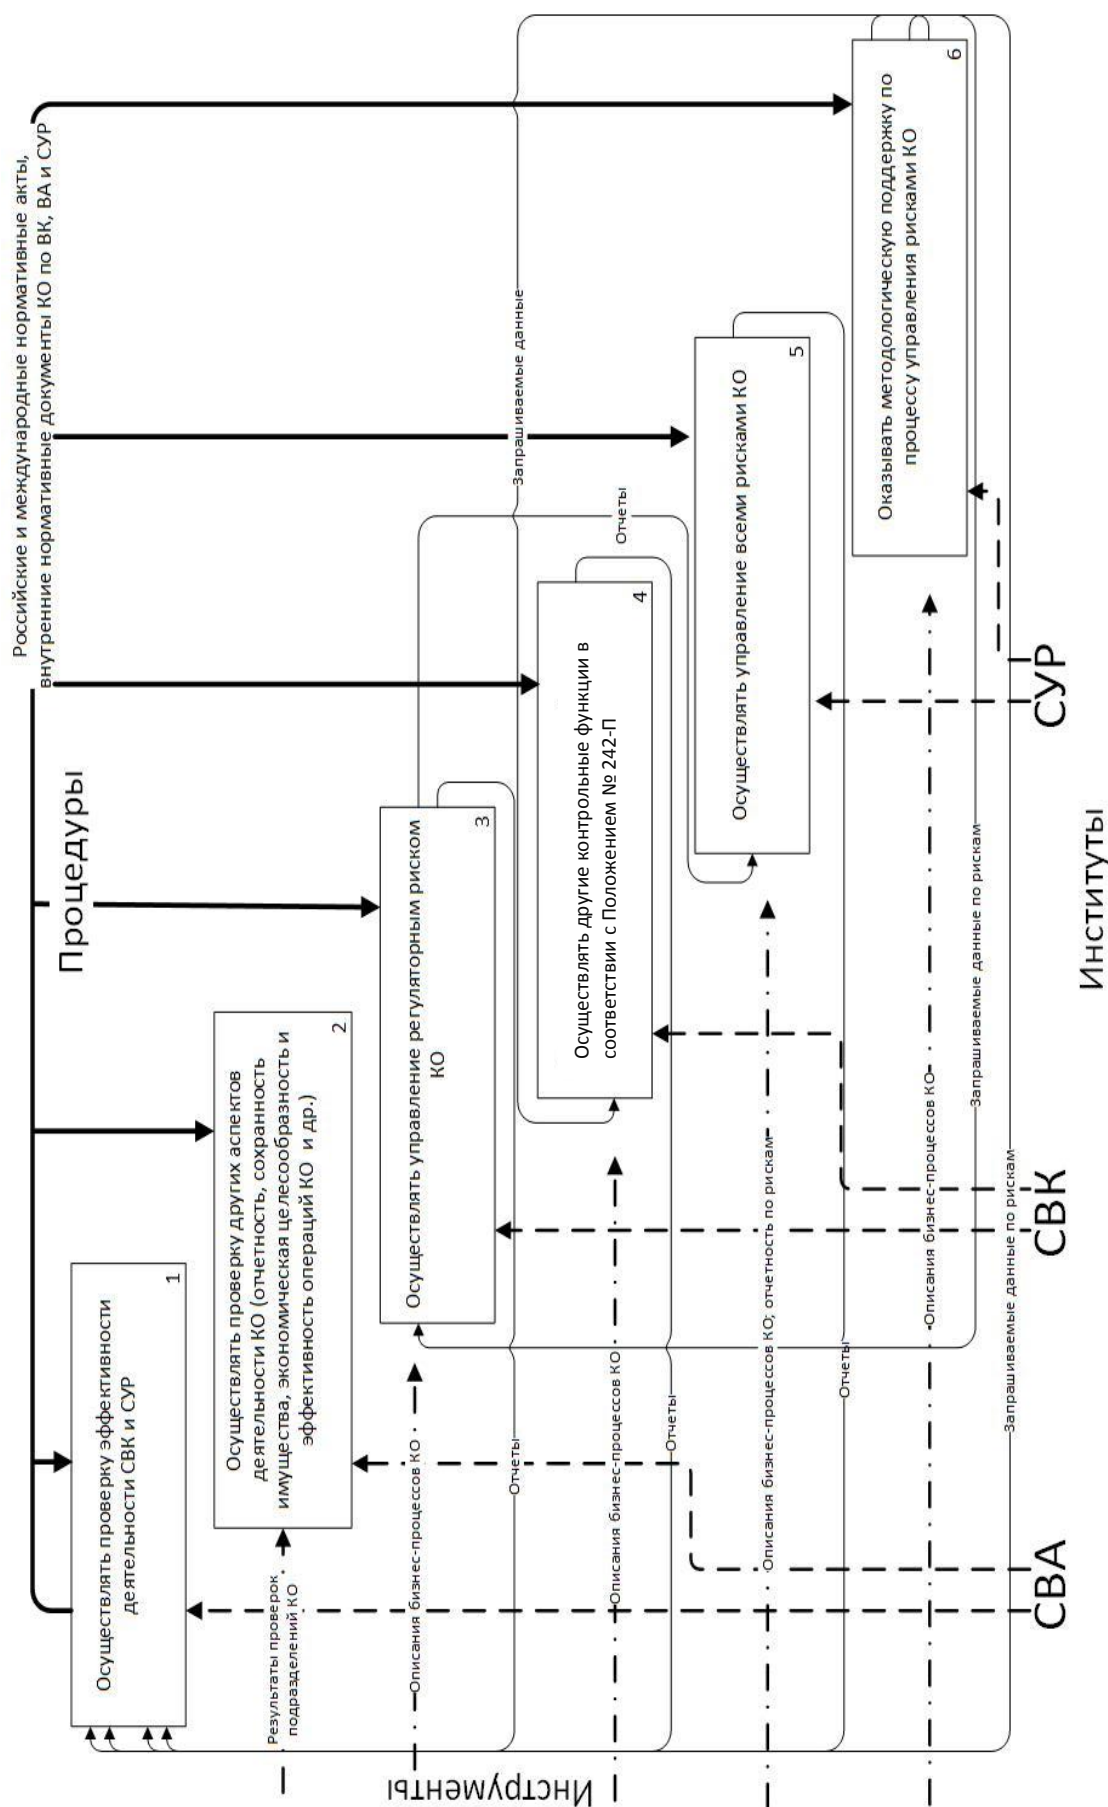 Российские и международные нормативные акты,
внутренние нормативные документы КО по ВК, ВА и СУР
Процедуры
Осуществлять проверку эффективности
деятельности СВК и СУР
1
Осуществлять проверку других аспектов
деятельности КО (отчетность, сохранность
имущества, экономическая целесообразность и
эффективность операций КО и др.)
2
Осуществлять управление регуляторным риском
КО
3
Осуществлять другие контрольные функции в
соответствии с Положением № 242-П
4
Осуществлять управление всеми рисками КО
5
Оказывать методологическую поддержку по
процессу управления рисками КО
6
Запрашиваемые данные
Отчеты
Результаты проверок
подразделений КО
Описания бизнес-процессов КО
Отчеты
Описания бизнес-процессов КО
Отчеты
Описания бизнес-процессов КО; отчетность по рискам
Отчеты
Описания бизнес-процессов КО
Запрашиваемые данные по рискам
Запрашиваемые данные по рискам
Инструменты
СВА
СВК
СУР
Институты